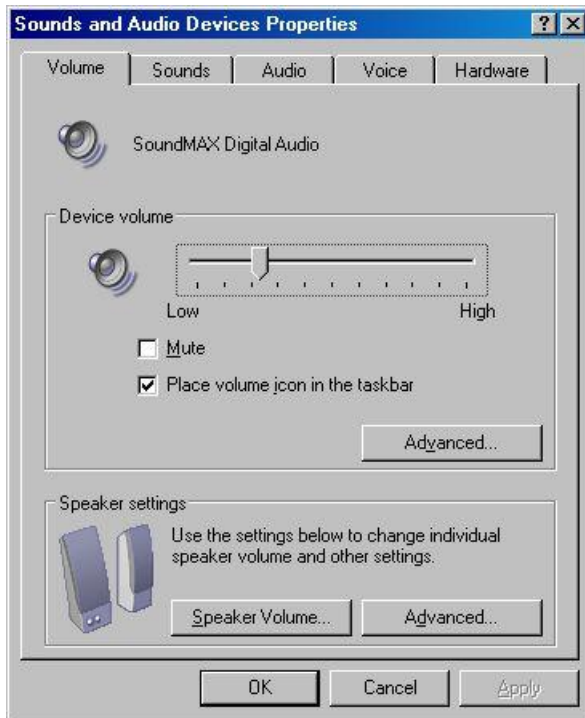 Sounds and Audio Devices Properties
Volume Sounds Audio Voice Hardware
SoundMAX Digital Audio
Device volume
Low High
Mute
Place volume icon in the taskbar
Advanced...
Speaker settings
Use the settings below to change individual
speaker volume and other settings.
Speaker Volume... Advanced...
OK Cancel Apply